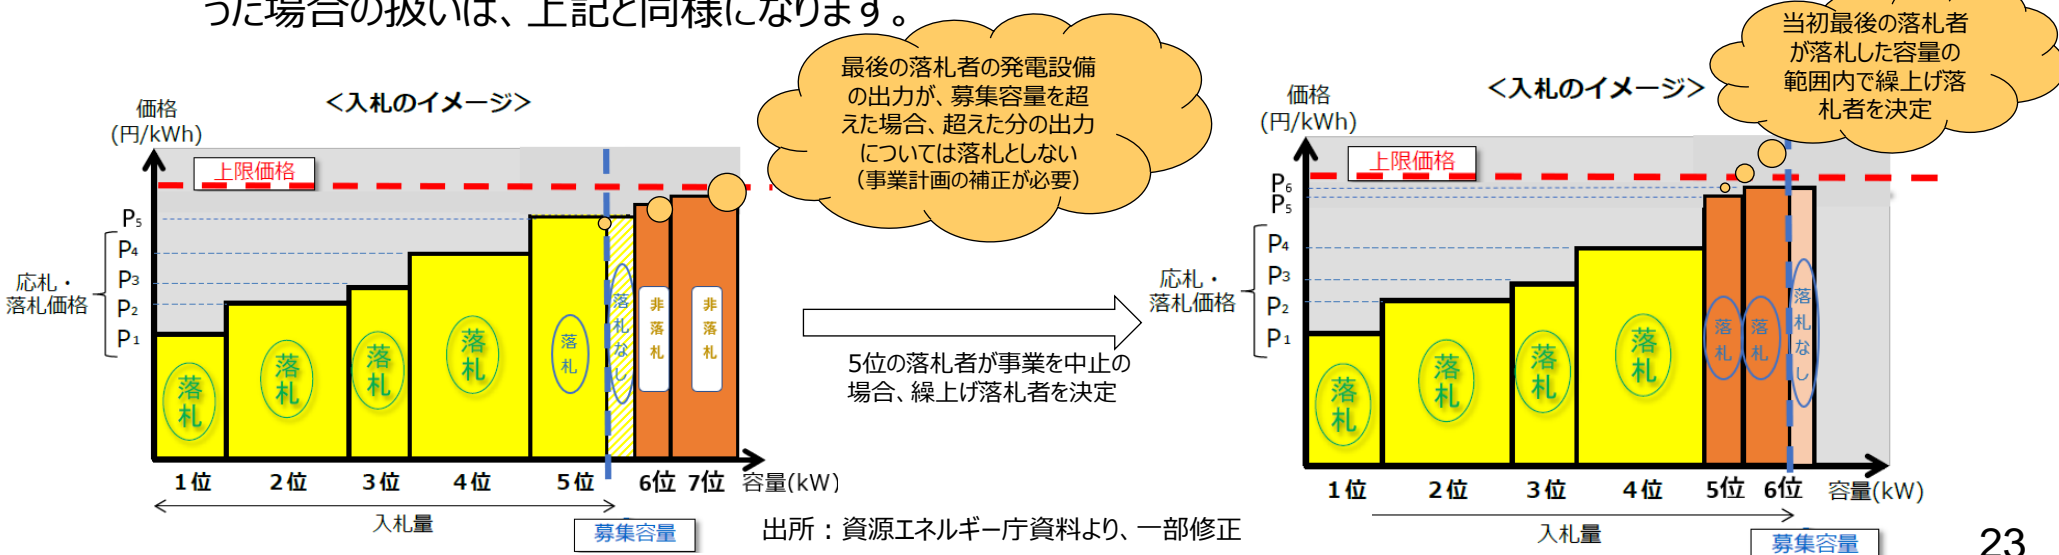 った場合の扱いは、上記と同様になります。
最後の落札者の発電設備
の出力が、募集容量を超
えた場合、超えた分の出力
については落札としない
（事業計画の補正が必要）
当初最後の落札者
が落札した容量の
範囲内で繰上げ落
札者を決定
価格
(円/kWh)
＜入札のイメージ＞
上限価格
P5
P4
P3
P2
P1
応札・
落札価格
落札
落札
落札
落札
落札
落札なし
非落札
非落札
1位 2位 3位 4位 5位 6位 7位 容量(kW)
入札量
募集容量
5位の落札者が事業を中止の
場合、繰上げ落札者を決定
価格
(円/kWh)
＜入札のイメージ＞
上限価格
P6
P5
P4
P3
P2
P1
応札・
落札価格
落札
落札
落札
落札
落札
落札
落札なし
1位 2位 3位 4位 5位 6位 容量(kW)
入札量
募集容量
出所：資源エネルギー庁資料より、一部修正
23